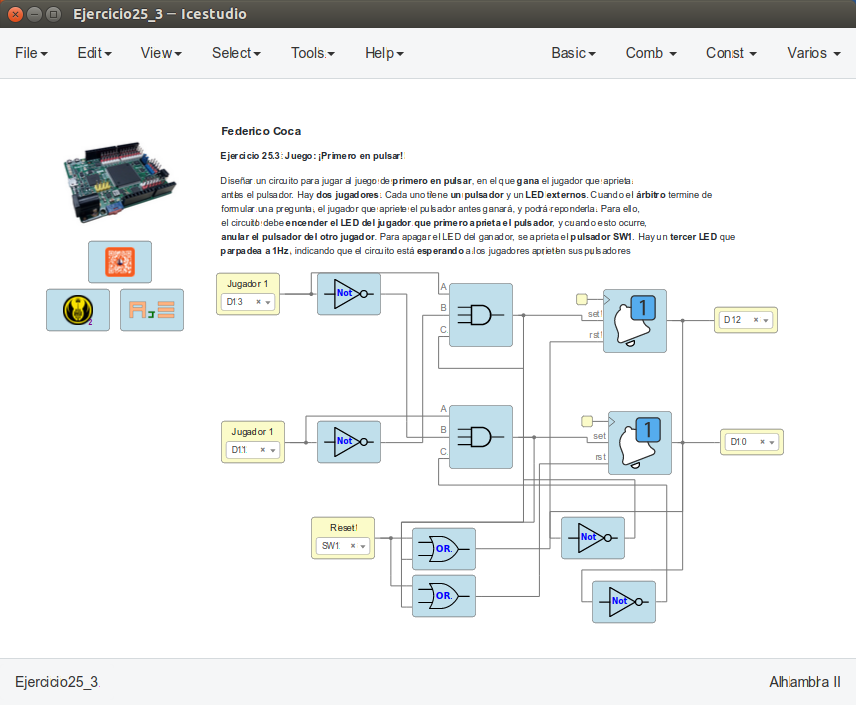 Ejercicio25_3 – Icestudio
File Edit View Select Tools Help Basic Comb Const Varios
Federico Coca
Ejercicio 25.3: Juego: ¡Primero en pulsar!
Diseñar un circuito para jugar al juego de primero en pulsar, en el que gana el jugador que aprieta
antes el pulsador. Hay dos jugadores. Cada uno tiene un pulsador y un LED externos. Cuando el árbitro termine de
formular una pregunta, el jugador que apriete el pulsador antes ganará, y podrá reponderla. Para ello,
el circuito debe encender el LED del jugador que primero aprieta el pulsador, y cuando esto ocurre,
anular el pulsador del otro jugador. Para apagar el LED del ganador, se aprieta el pulsador SW1. Hay un tercer LED que
parpadea a 1Hz, indicando que el circuito está esperando a los jugadores aprieten sus pulsadores
Jugador 1
D13
Not
A
B
C
set
rst
1
D12
Jugador 1
D11
Not
A
B
C
set
rst
1
D10
Reset!
SW1
OR
Not
OR
Not
2
Ejercicio25_3
Alhambra II